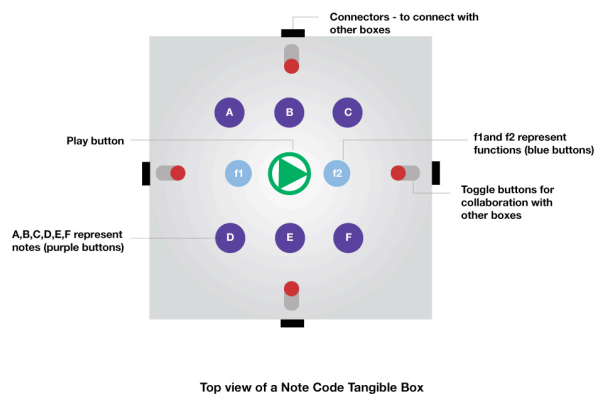 Connectors - to connect with
other boxes
A
B
C
Play button
f1and f2 represent
functions (blue buttons)
f1
f2
Toggle buttons for
collaboration with
other boxes
A,B,C,D,E,F represent
notes (purple buttons)
D
E
F
Top view of a Note Code Tangible Box